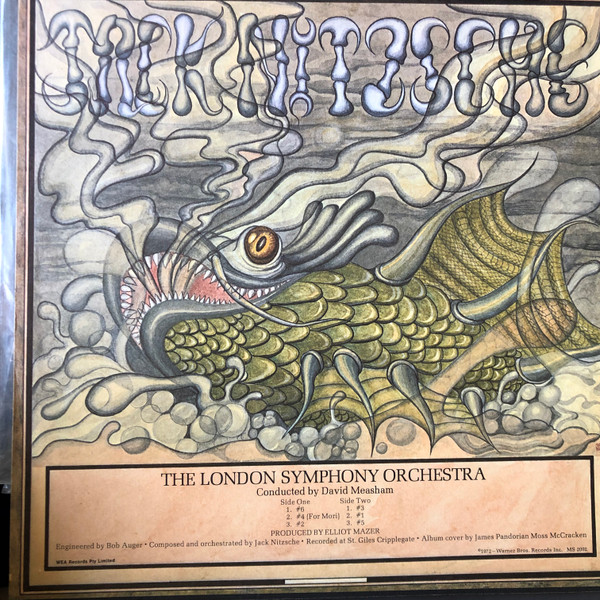 JACK NITZSCHE
THE LONDON SYMPHONY ORCHESTRA
Conducted by David Measham
Side One Side Two
1. #6 1. #3
2. #4 (For Mori) 2. #1
3. #2 3. #5
PRODUCED BY ELLIOT MAZER
Engineered by Bob Auger • Composed and orchestrated by Jack Nitzsche • Recorded at St. Giles Cripplegate • Album cover by James Pandorian Moss McCracken
WEA Records Pty Limited
©1972 – Warner Bros. Records Inc. MS 2092